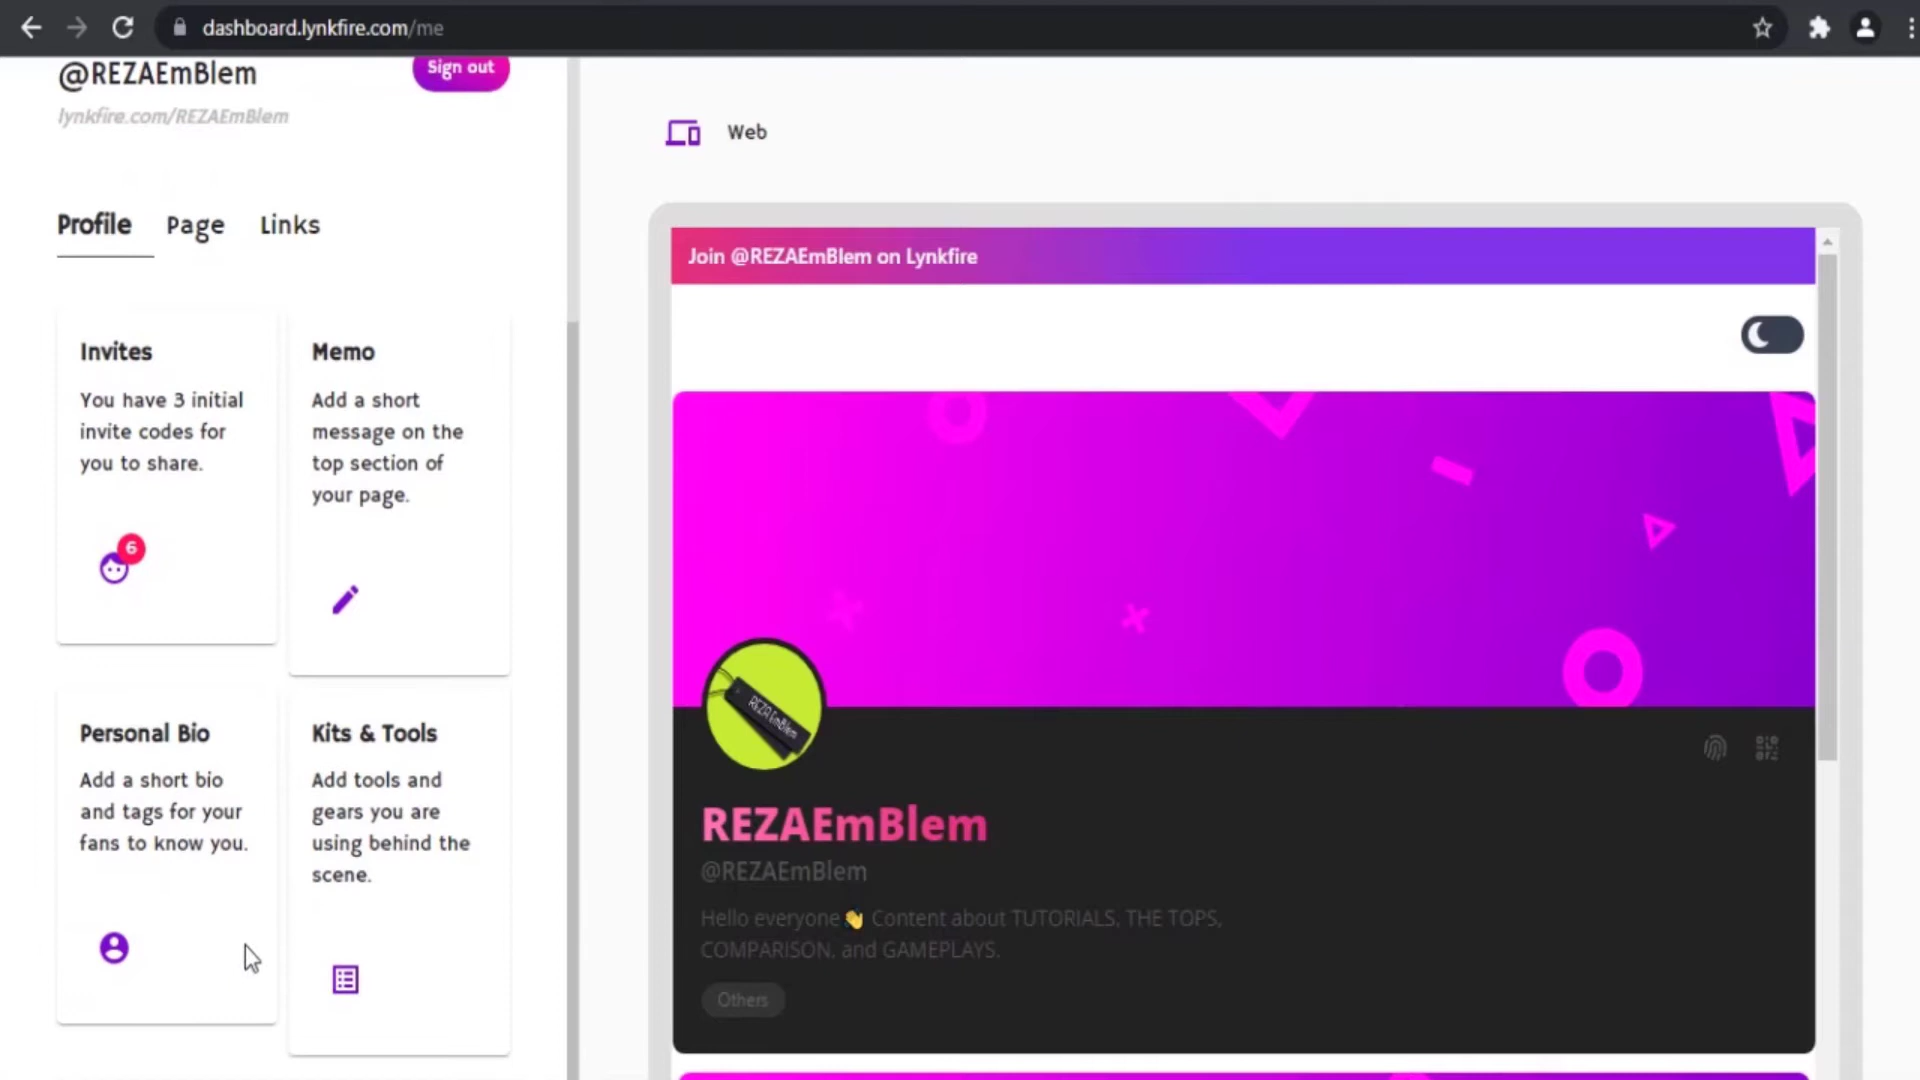 dashboard.lynkfire.com/me
@REZAEmBlem
Sign out
lynkfire.com/REZAEmBlem
Profile Page Links
Invites
You have 3 initial
invite codes for
you to share.
6
Memo
Add a short
message on the
top section of
your page.
Personal Bio
Add a short bio
and tags for your
fans to know you.
Kits & Tools
Add tools and
gears you are
using behind the
scene.
Web
Join @REZAEmBlem on Lynkfire
REZAEmBlem
REZAEmBlem
@REZAEmBlem
Hello everyone👋 Content about TUTORIALS, THE TOPS,
COMPARISON, and GAMEPLAYS.
Others